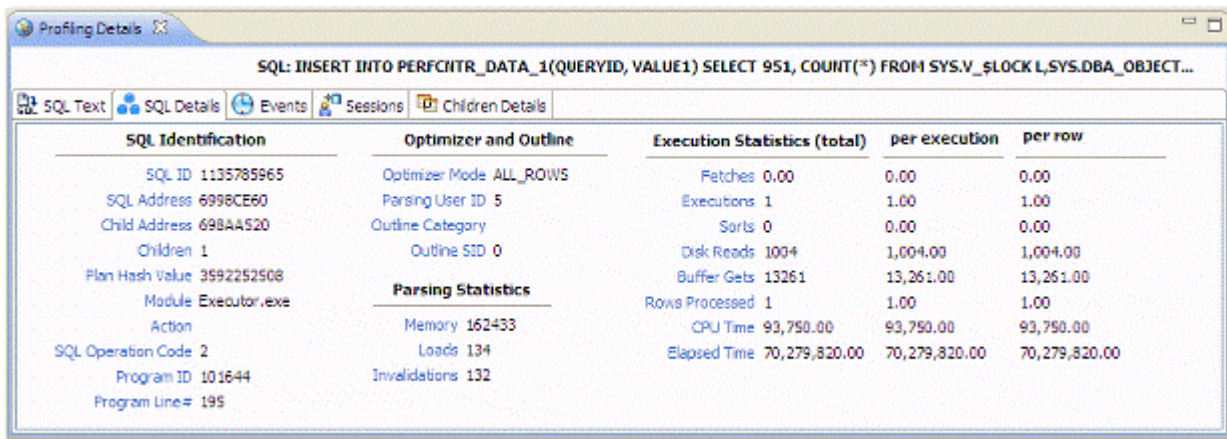 Profiling Details
SQL: INSERT INTO PERFCNTR_DATA_1(QUERYID, VALUE1) SELECT 951, COUNT(*) FROM SYS.V_$LOCK L,SYS.DBA_OBJECT...
SQL Text SQL Details Events Sessions Children Details
SQL Identification
SQL ID 1135785965
SQL Address 6998CE60
Child Address 698AA520
Children 1
Plan Hash Value 3592252508
Module Executor.exe
Action
SQL Operation Code 2
Program ID 101644
Program Line# 195
Optimizer and Outline
Optimizer Mode ALL_ROWS
Parsing User ID 5
Outline Category
Outline SID 0
Parsing Statistics
Memory 162433
Loads 134
Invalidations 132
Execution Statistics (total) per execution per row
Fetches 0.00 0.00 0.00
Executions 1 1.00 1.00
Sorts 0 0.00 0.00
Disk Reads 1004 1,004.00 1,004.00
Buffer Gets 13261 13,261.00 13,261.00
Rows Processed 1 1.00 1.00
CPU Time 93,750.00 93,750.00 93,750.00
Elapsed Time 70,279,820.00 70,279,820.00 70,279,820.00